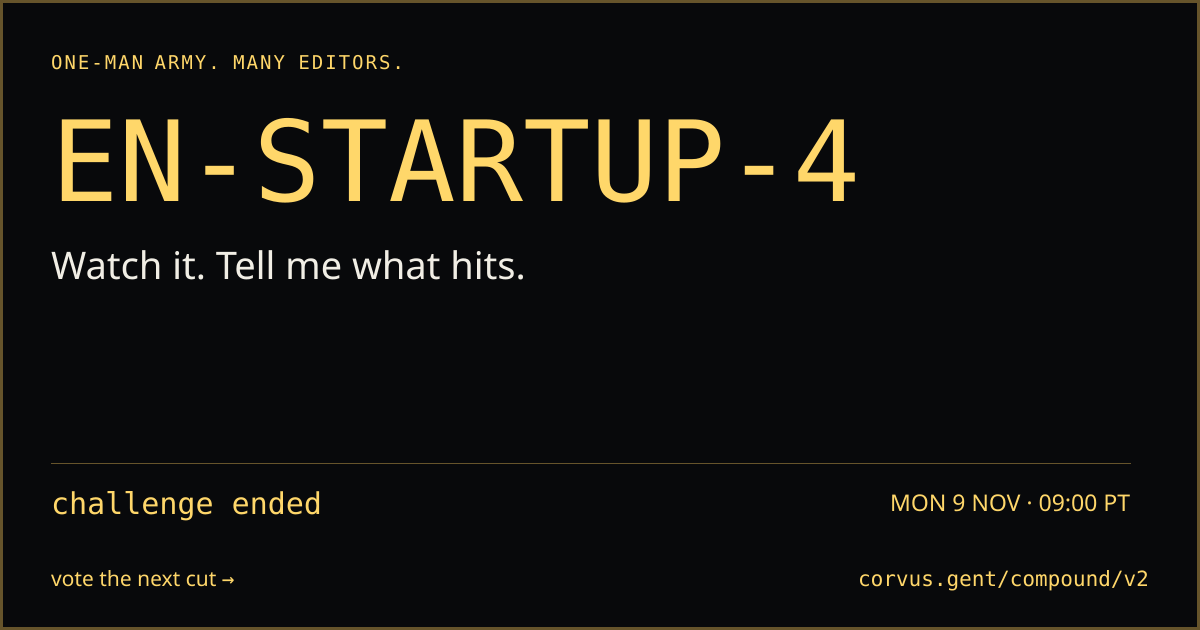 ONE-MAN ARMY. MANY EDITORS.
EN-STARTUP-4
Watch it. Tell me what hits.
challenge ended
MON 9 NOV · 09:00 PT
vote the next cut →
corvus.gent/compound/v2